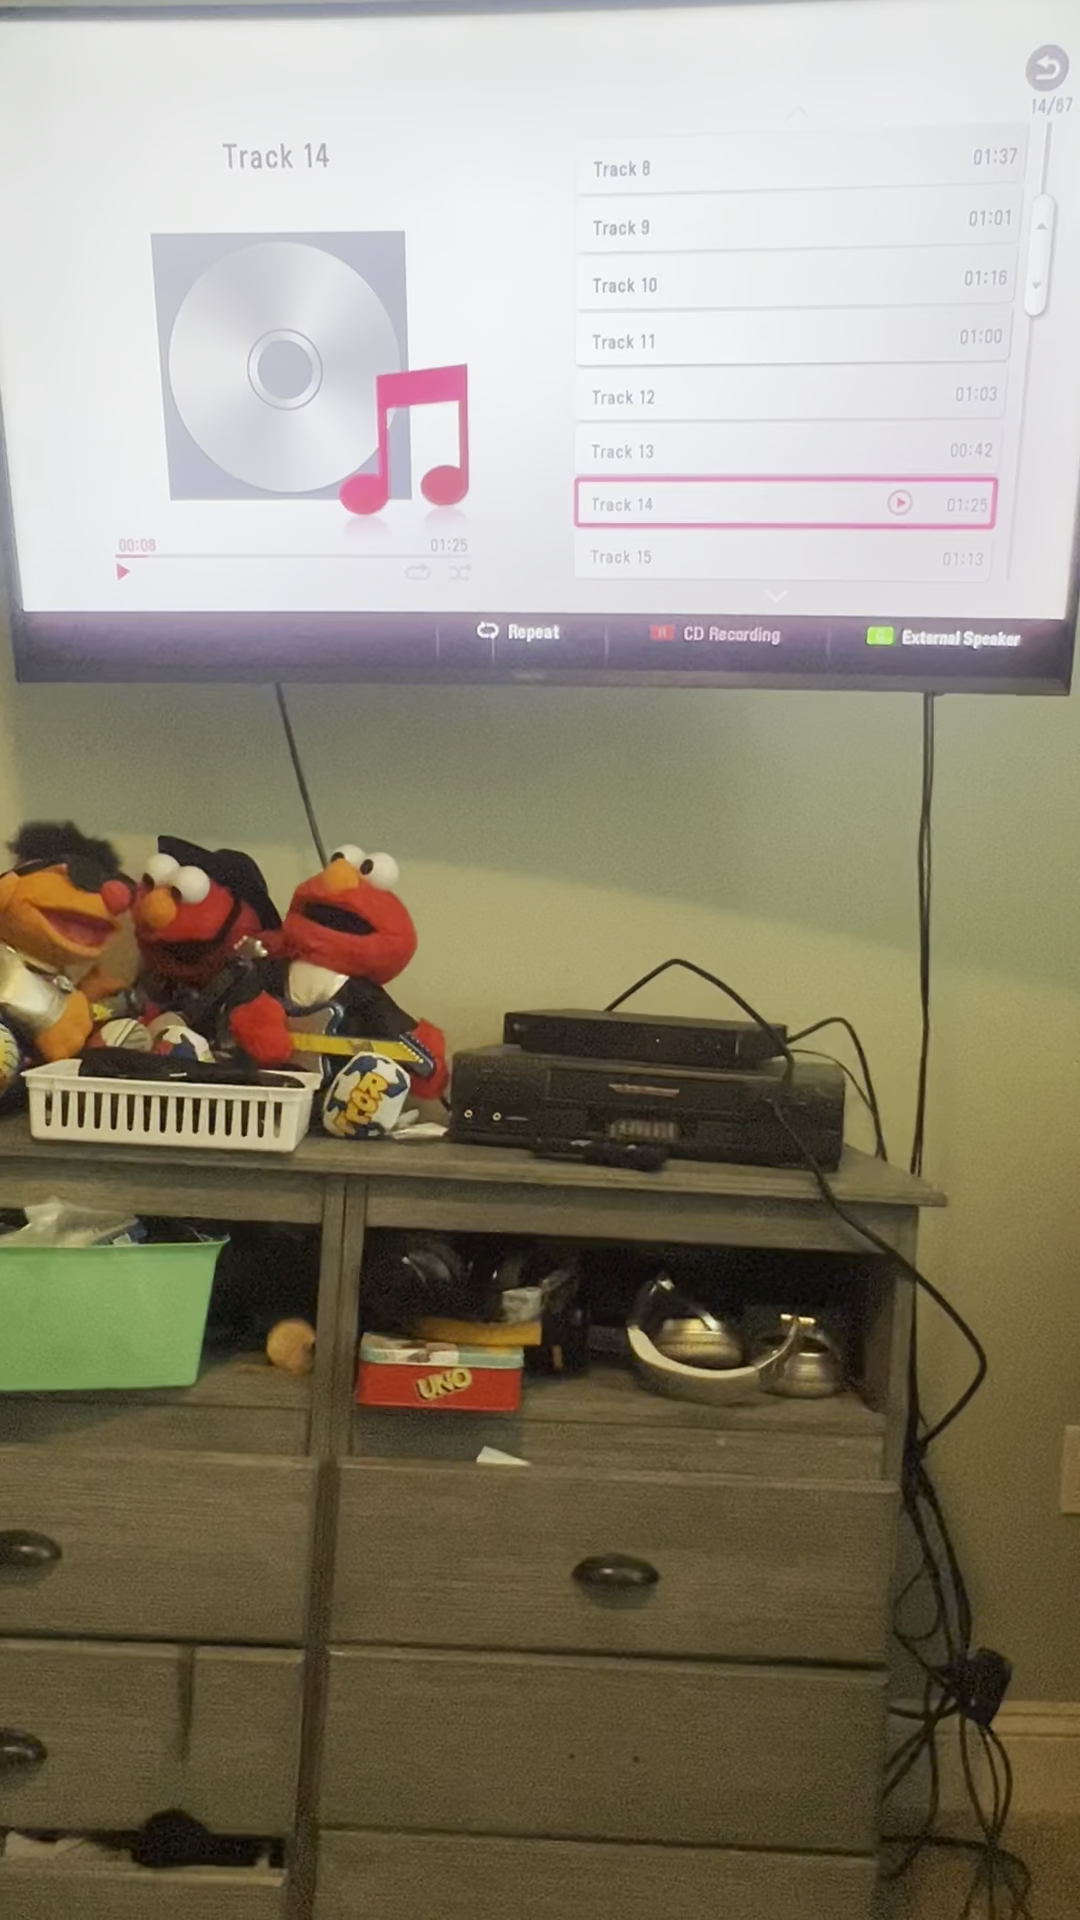 14/67
Track 14
Track 8 01:37
Track 9 01:01
Track 10 01:16
Track 11 01:00
Track 12 01:03
Track 13 00:42
Track 14 01:25
Track 15 01:13
00:08 01:25
Repeat CD Recording External Speaker
ROCK
UNO